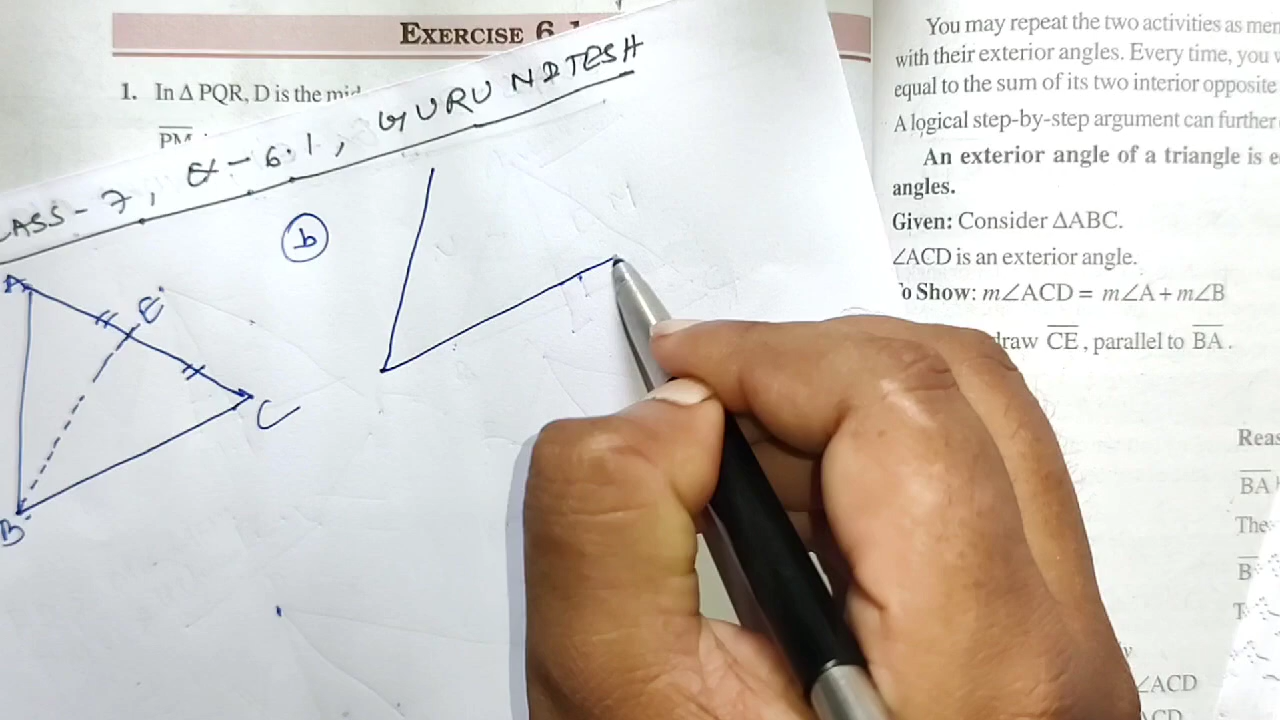 EXERCISE 6.1
1. In Δ PQR, D is the mid
PM
CLASS-7, EX-6.1, by GURU NITESH
b
A
E
C
B
You may repeat the two activities as
with their exterior angles. Every time, you
equal to the sum of its two interior opposite
A logical step-by-step argument can further
An exterior angle of a triangle is
angles.
Given: Consider ΔABC.
∠ACD is an exterior angle.
To Show: m∠ACD = m∠A + m∠B
draw CE, parallel to BA.
BA
The
B
∠ACD